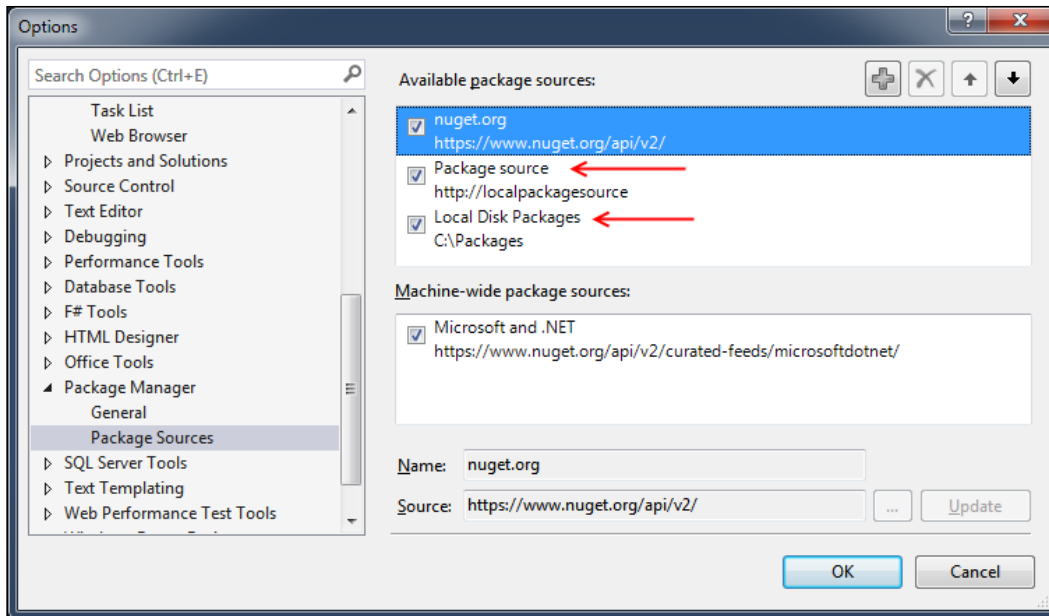 Options
Search Options (Ctrl+E)
Task List
Web Browser
Projects and Solutions
Source Control
Text Editor
Debugging
Performance Tools
Database Tools
F# Tools
HTML Designer
Office Tools
Package Manager
General
Package Sources
SQL Server Tools
Text Templating
Web Performance Test Tools
Available package sources:
nuget.org
https://www.nuget.org/api/v2/
Package source
http://localpackagesource
Local Disk Packages
C:\Packages
Machine-wide package sources:
Microsoft and .NET
https://www.nuget.org/api/v2/curated-feeds/microsoftdotnet/
Name: nuget.org
Source: https://www.nuget.org/api/v2/ ... Update
OK Cancel